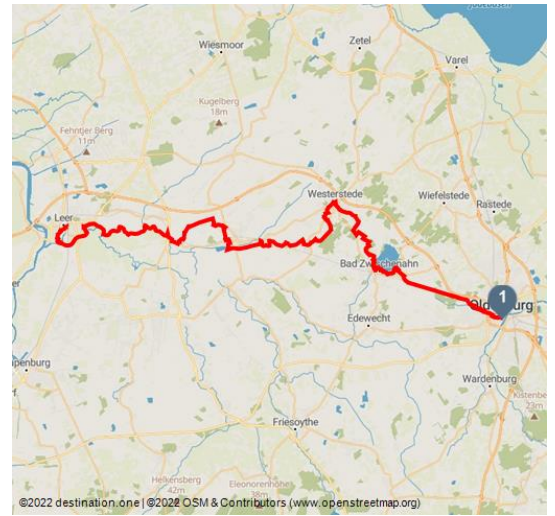 Wiesmoor
Zetel
Varel
Kugelberg
18m
Fehntjer Berg
11m
Leer
Westerstede
Wiefelstede
Rastede
Bad Zwischenahn
1
Edewecht
Wardenburg
Friesoythe
Helkensberg
42m
Eleonorenhöhe
©2022 destination.one | ©2022 OSM & Contributors (www.openstreetmap.org)